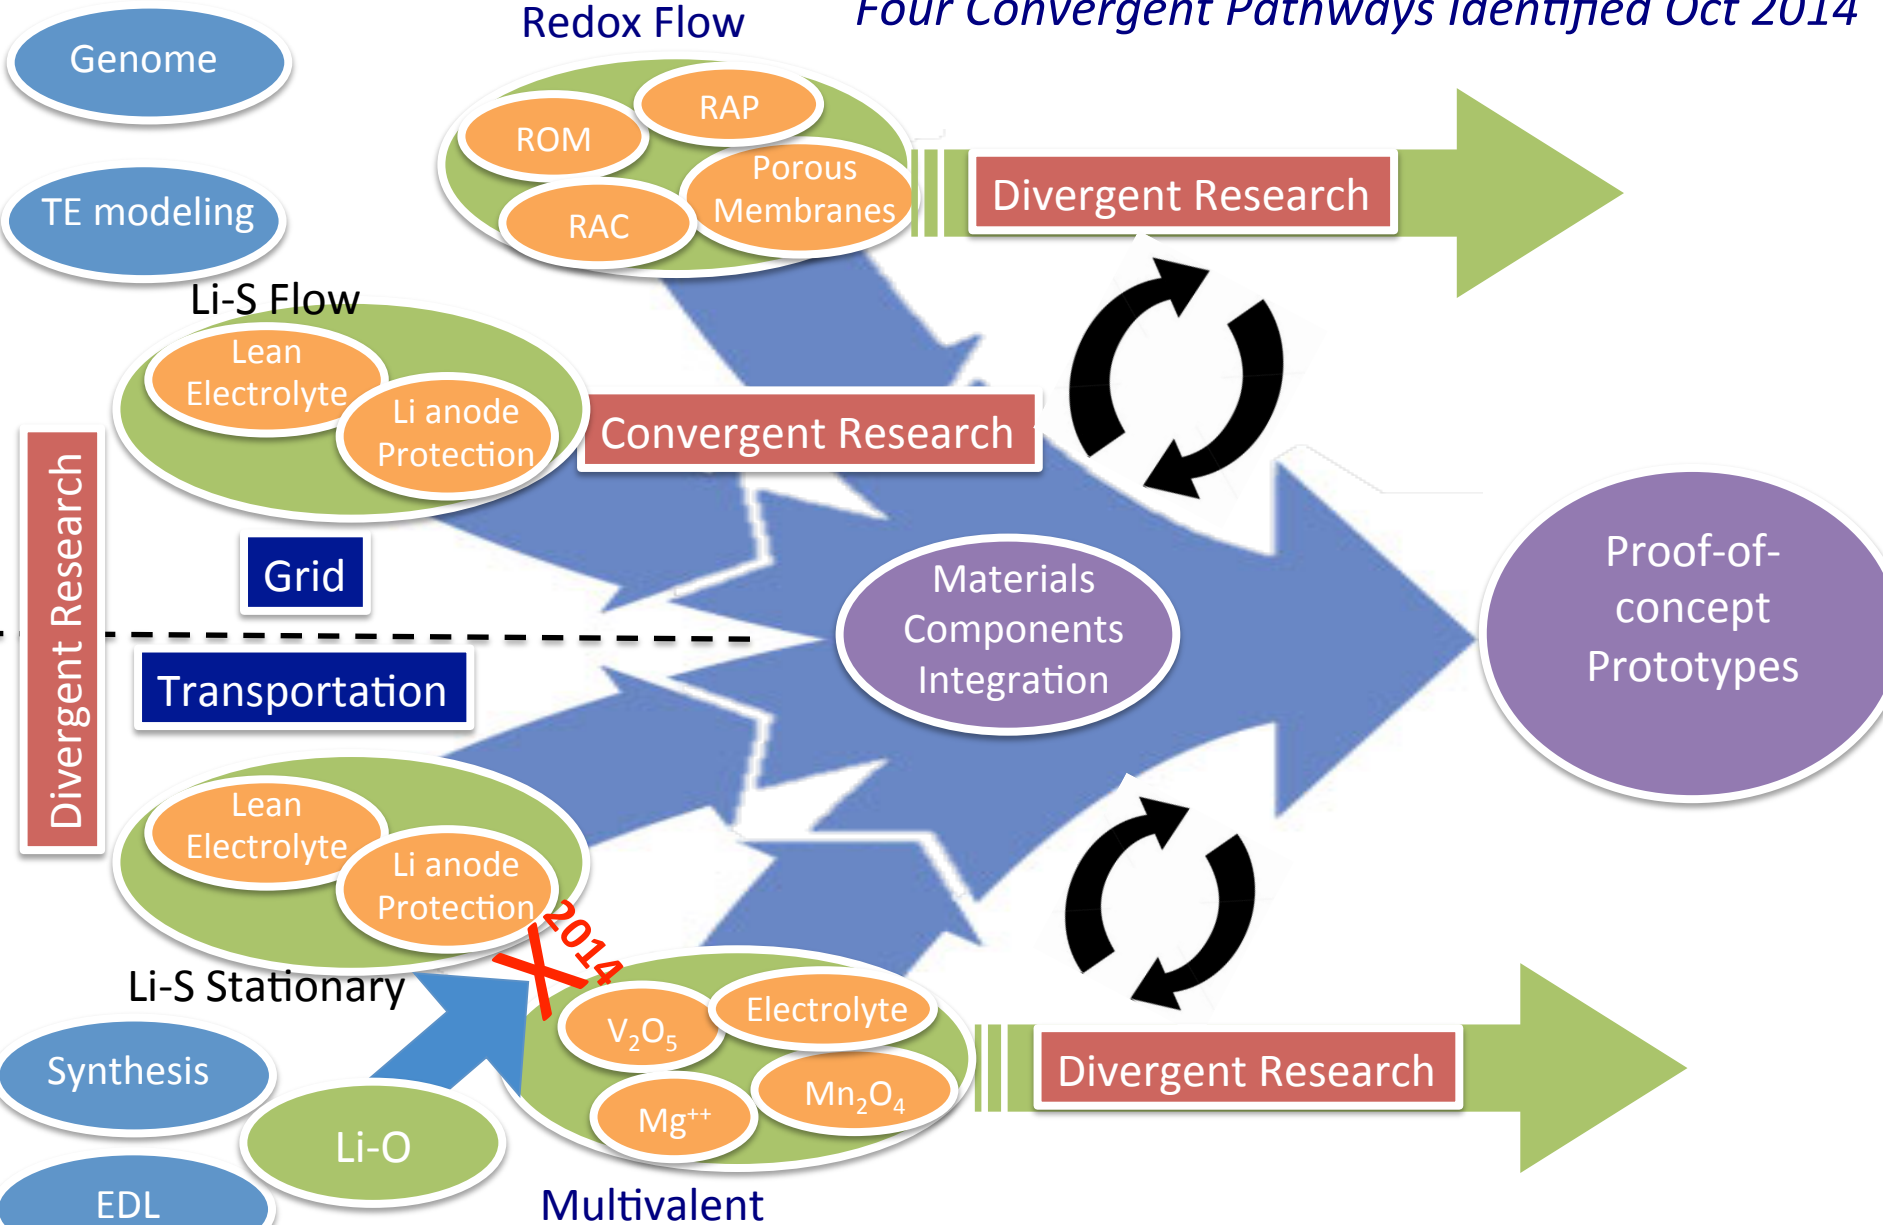 Four Convergent Pathways Identified Oct 2014
Redox Flow
Genome
TE modeling
ROM
RAP
RAC
Porous
Membranes
Divergent Research
Li-S Flow
Lean
Electrolyte
Li anode
Protection
Convergent Research
Divergent Research
Grid
Transportation
Materials
Components
Integration
Proof-of-
concept
Prototypes
Lean
Electrolyte
Li anode
Protection
Li-S Stationary
X
2014
V₂O₅
Electrolyte
Mg⁺⁺
Mn₂O₄
Divergent Research
Synthesis
Li-O
EDL
Multivalent